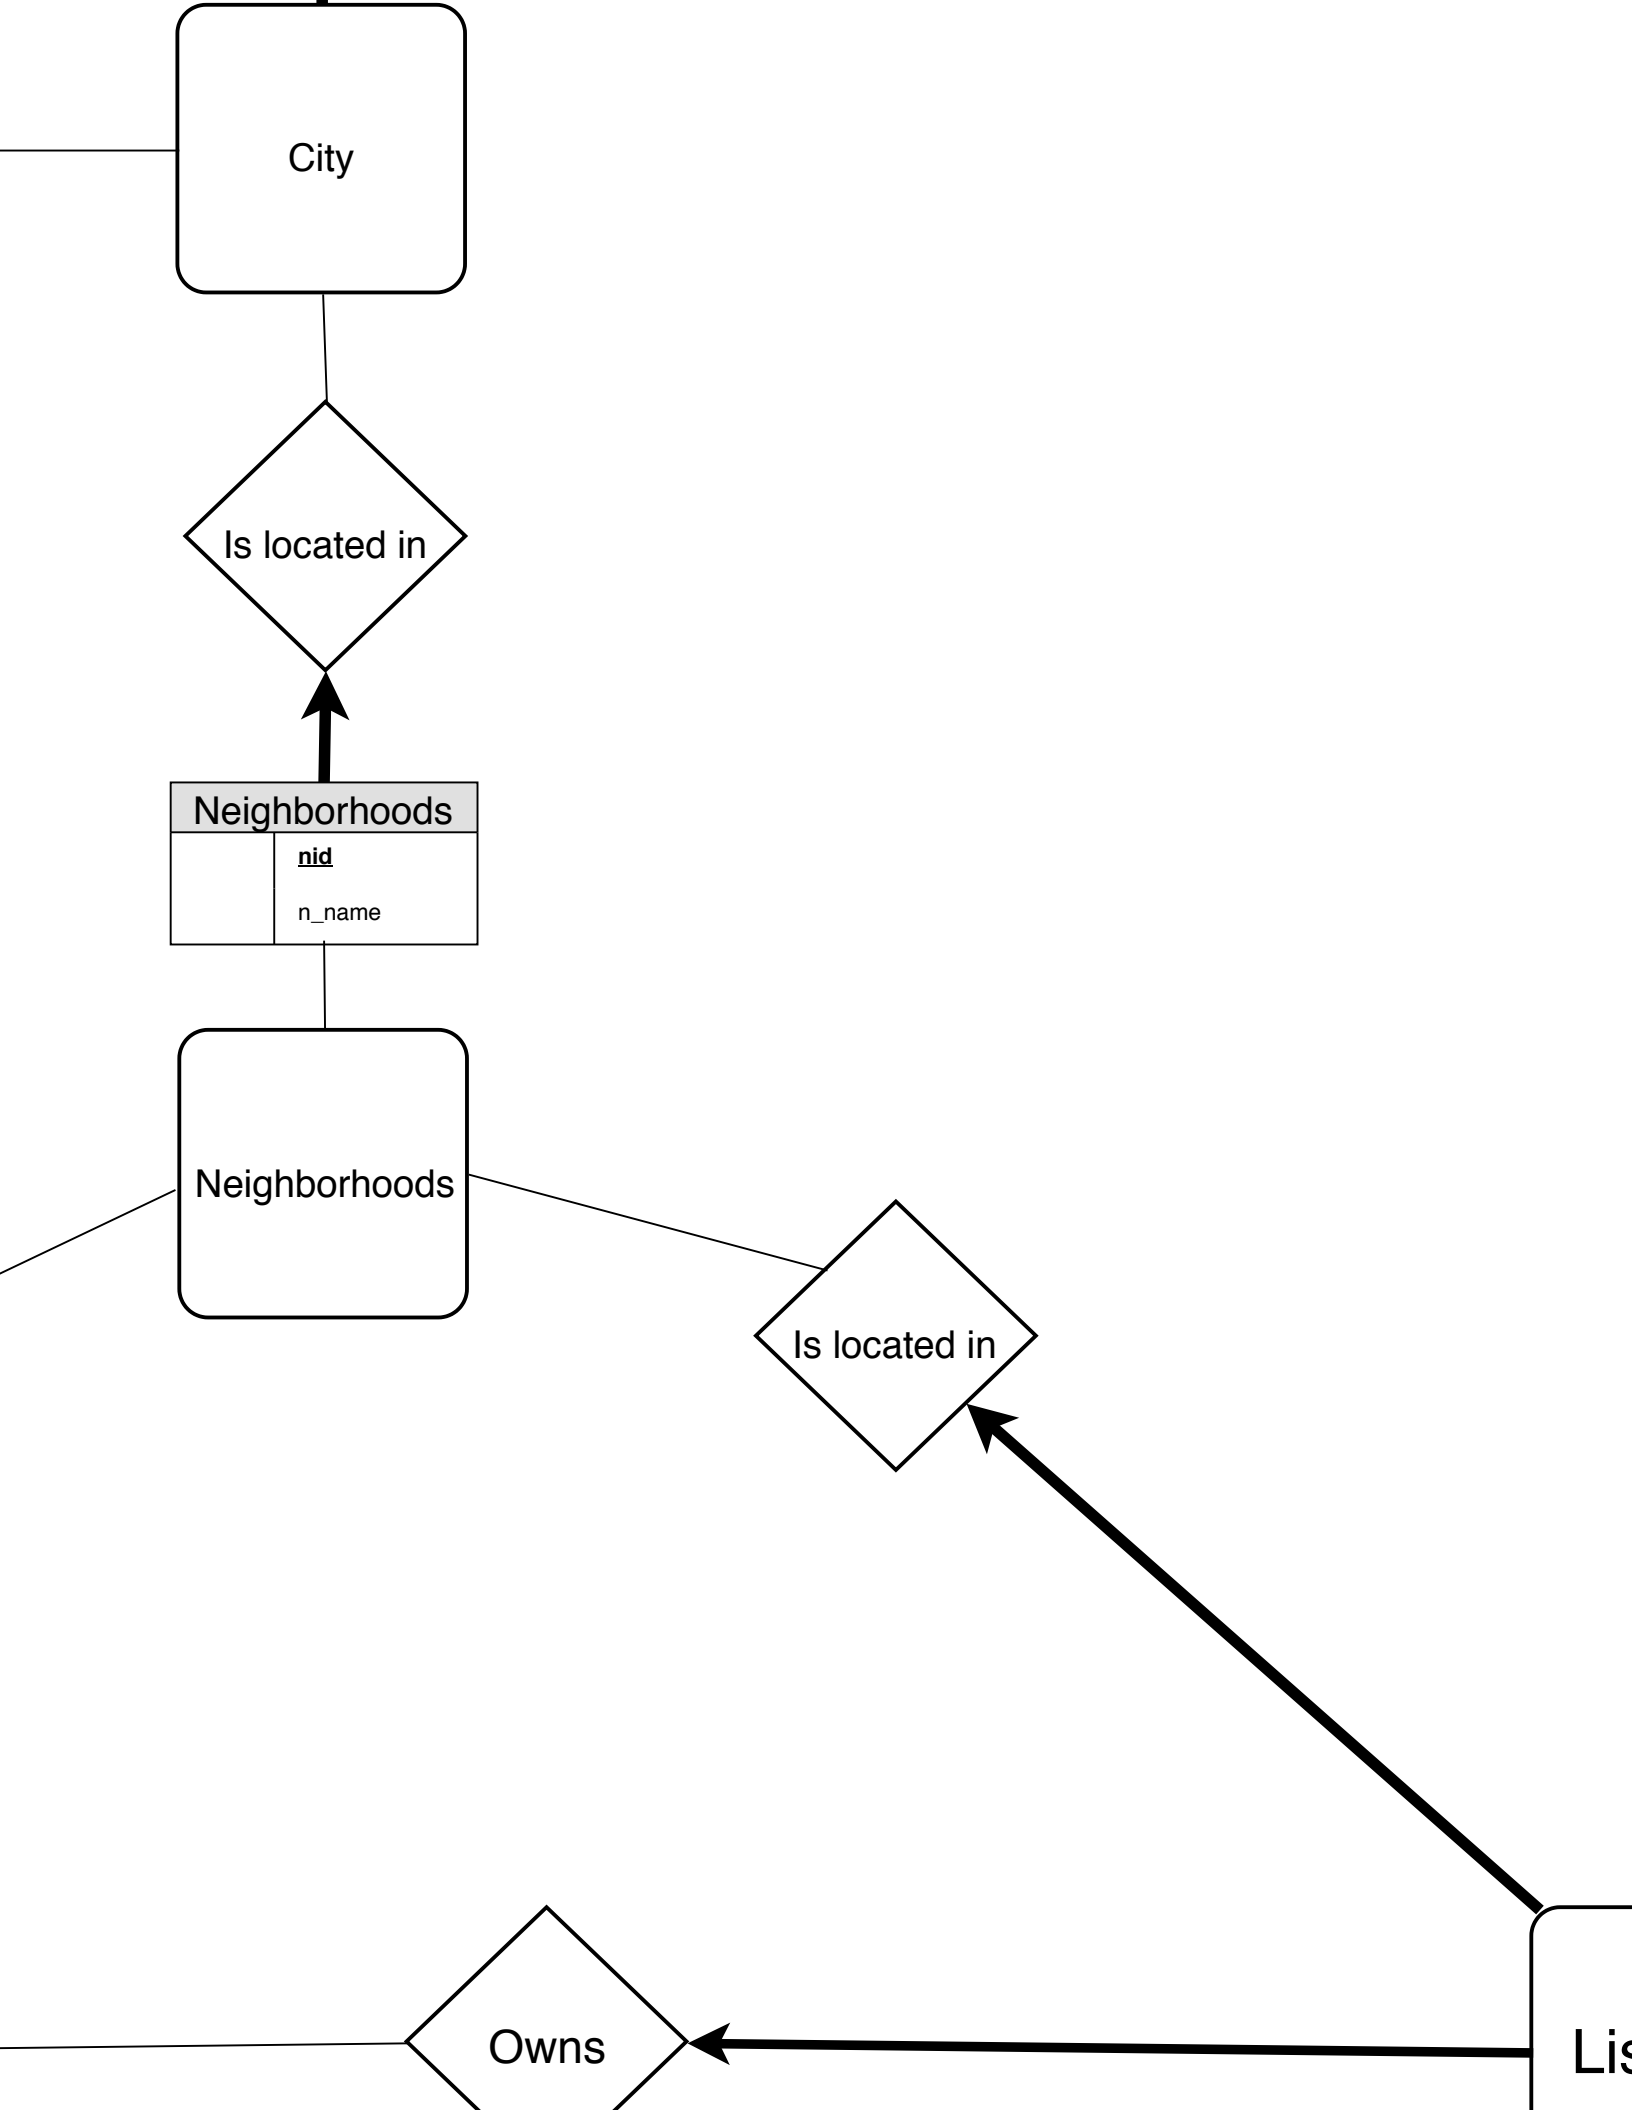 City
Is located in
Neighborhoods
nid
n_name
Neighborhoods
Is located in
Owns